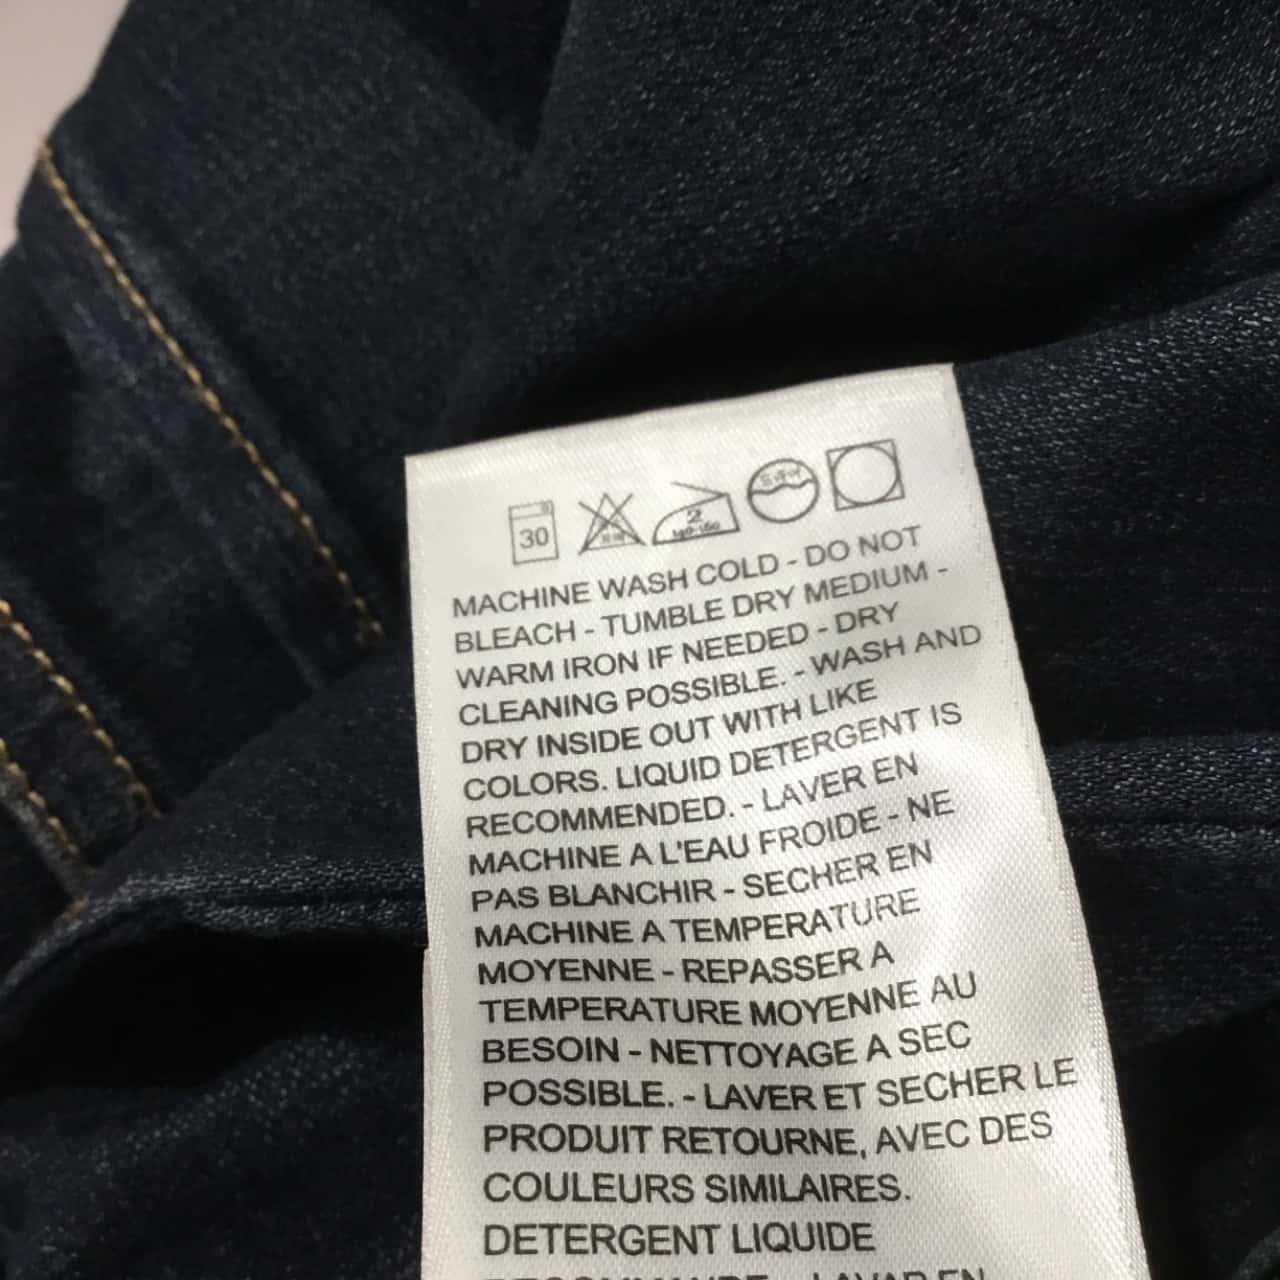 30
2
MACHINE WASH COLD - DO NOT
BLEACH - TUMBLE DRY MEDIUM -
WARM IRON IF NEEDED - DRY
CLEANING POSSIBLE. - WASH AND
DRY INSIDE OUT WITH LIKE
COLORS. LIQUID DETERGENT IS
RECOMMENDED. - LAVER EN
MACHINE A L'EAU FROIDE - NE
PAS BLANCHIR - SECHER EN
MACHINE A TEMPERATURE
MOYENNE - REPASSER A
TEMPERATURE MOYENNE AU
BESOIN - NETTOYAGE A SEC
POSSIBLE. - LAVER ET SECHER LE
PRODUIT RETOURNE, AVEC DES
COULEURS SIMILAIRES.
DETERGENT LIQUIDE